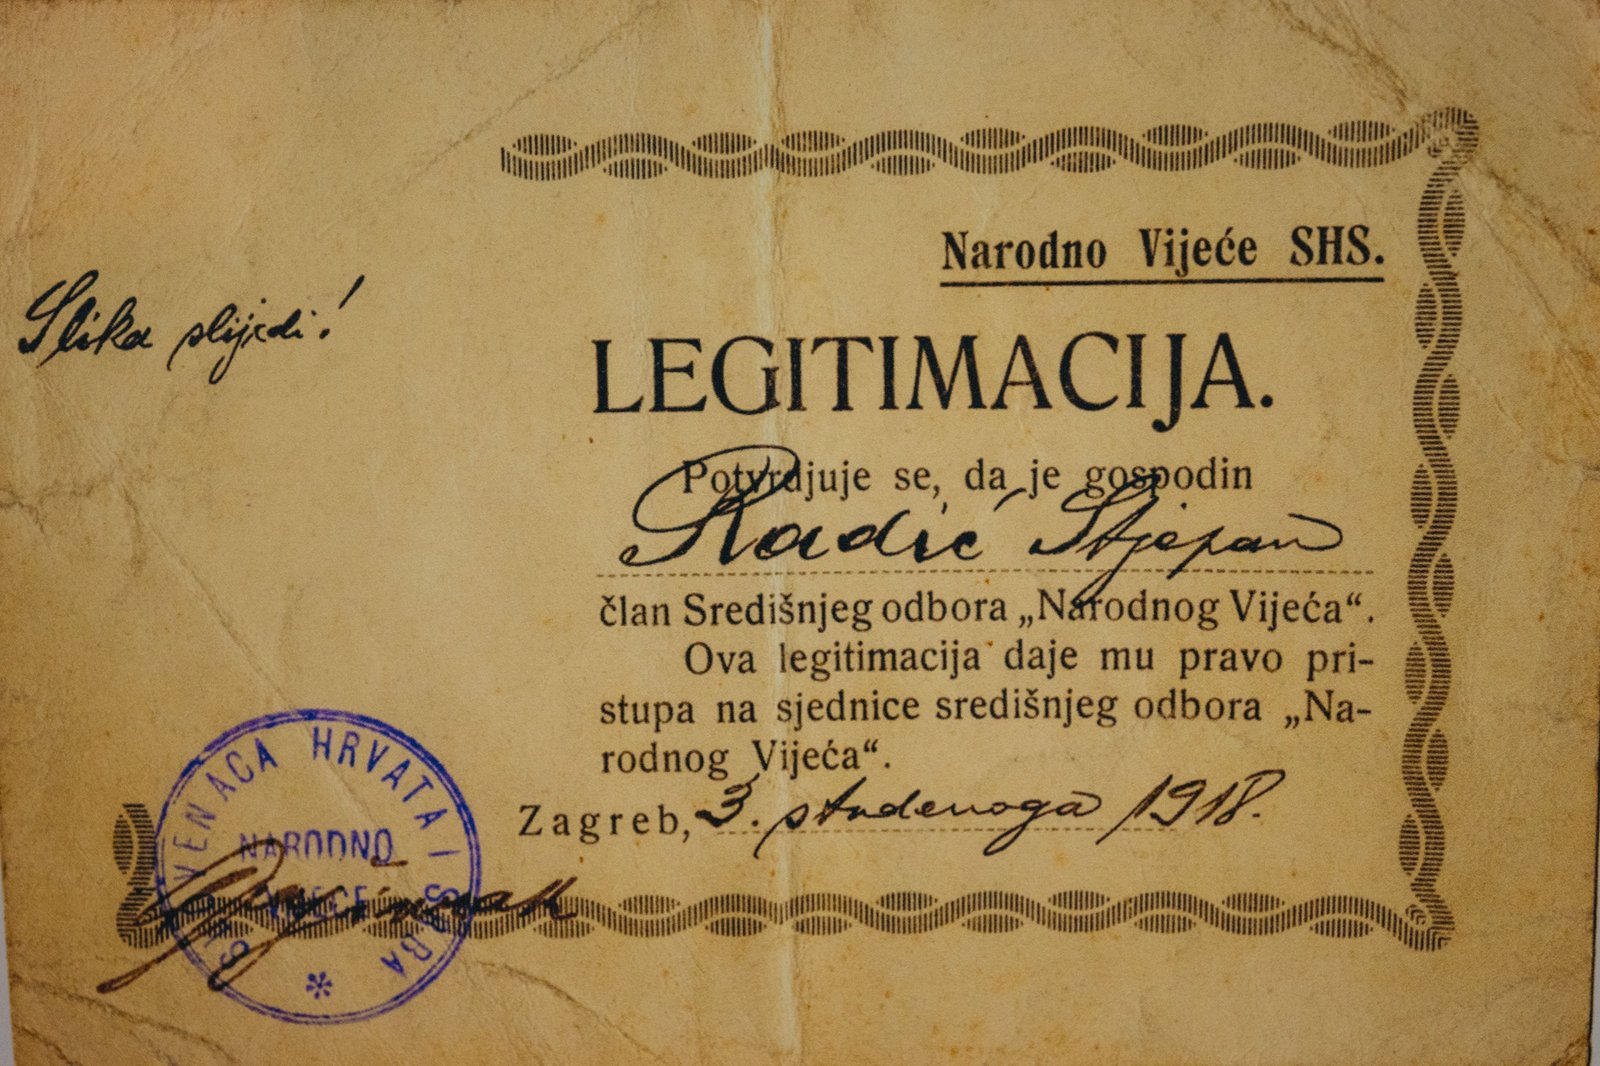 Narodno Vijeće SHS.
Slika slijedi!
LEGITIMACIJA.
Potvrdjuje se, da je gospodin
Radić Stjepan
član Središnjeg odbora „Narodnog Vijeća“.
Ova legitimacija daje mu pravo pri-
stupa na sjednice središnjeg odbora „Na-
rodnog Vijeća“.
Zagreb, 3. studenoga 1918.
SLOVENACA HRVATA I SRBA
NARODNO
VIJEĆE